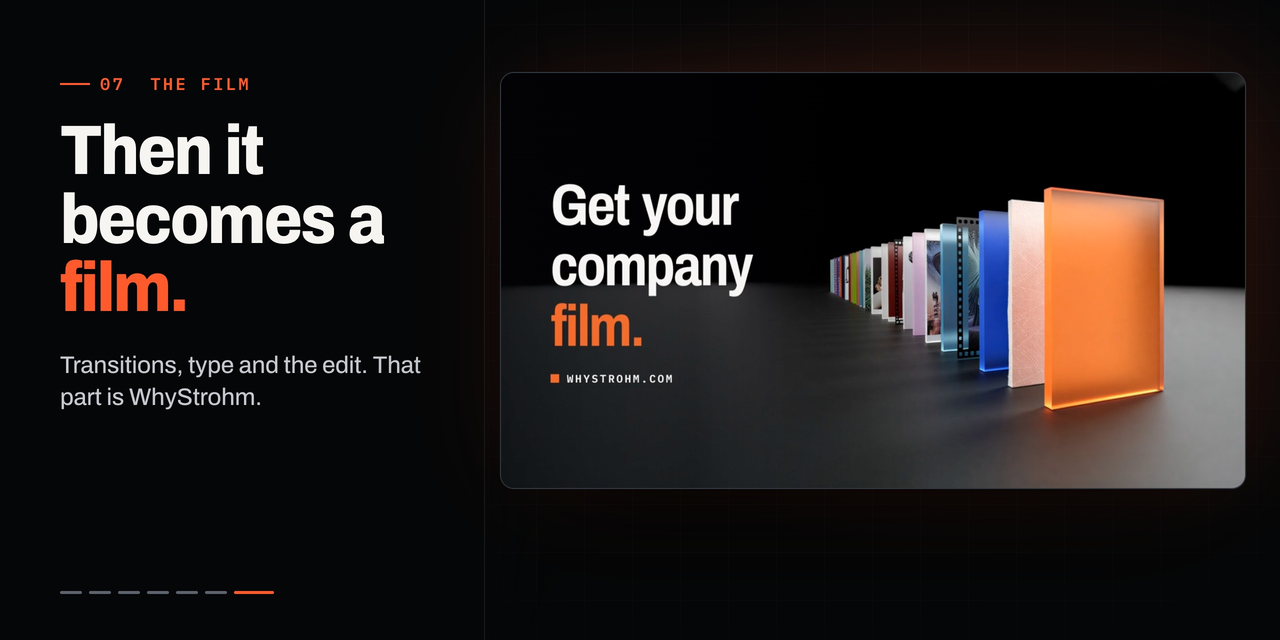 07 THE FILM
Then it
becomes a
film.
Transitions, type and the edit. That
part is WhyStrohm.
Get your
company
film.
WHYSTROHM.COM